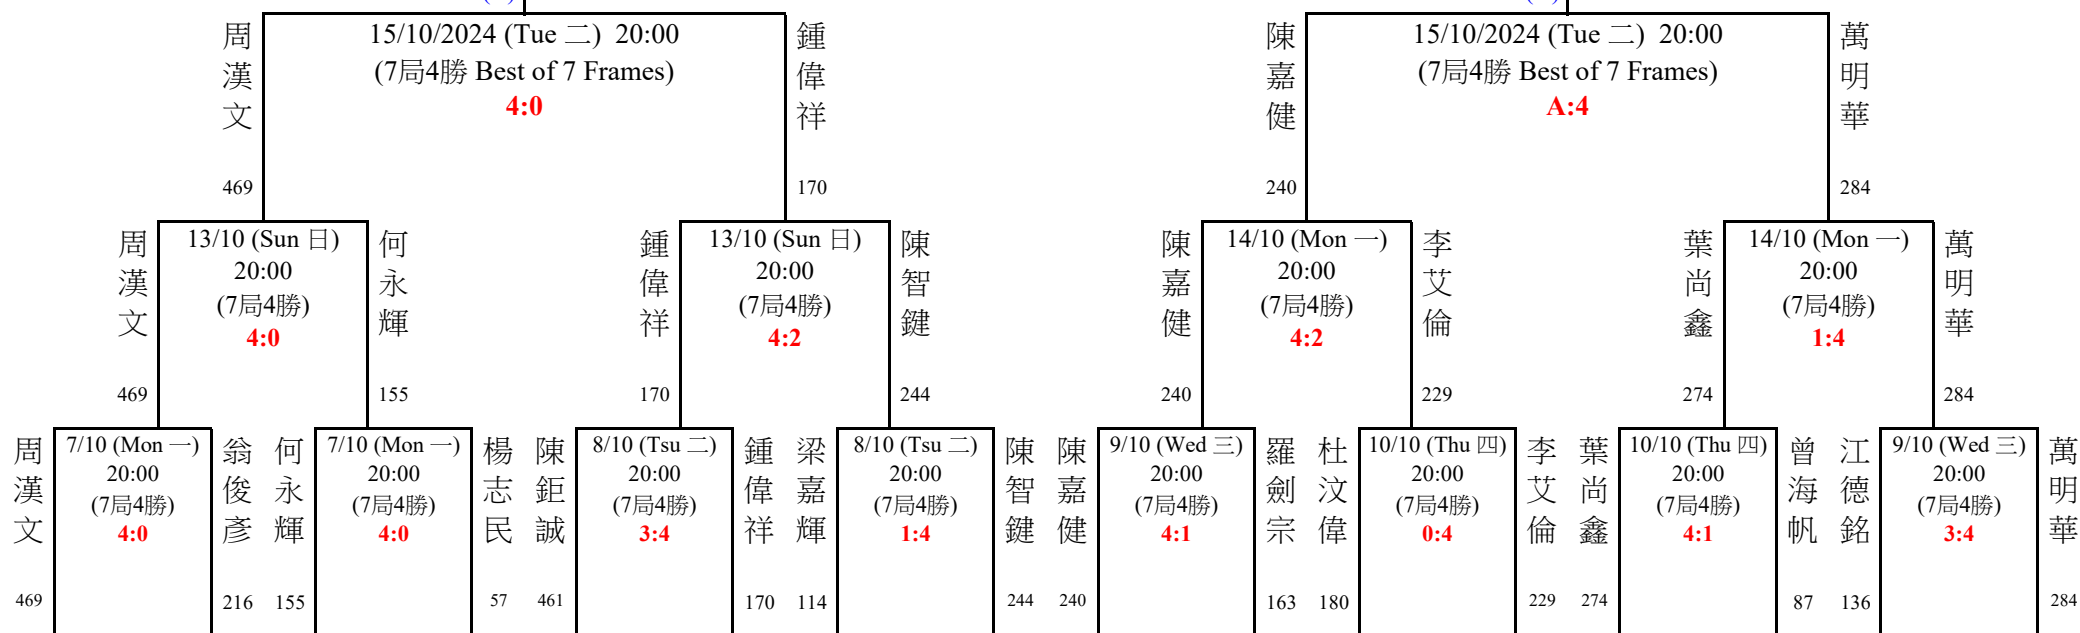 周漢文
15/10/2024 (Tue 二) 20:00
(7局4勝 Best of 7 Frames)
4:0
鍾偉祥
469
170
陳嘉健
15/10/2024 (Tue 二) 20:00
(7局4勝 Best of 7 Frames)
A:4
萬明華
240
284
周漢文
13/10 (Sun 日)
20:00
(7局4勝)
4:0
何永輝
469
155
鍾偉祥
13/10 (Sun 日)
20:00
(7局4勝)
4:2
陳智鍵
170
244
陳嘉健
14/10 (Mon 一)
20:00
(7局4勝)
4:2
李艾倫
240
229
葉尚鑫
14/10 (Mon 一)
20:00
(7局4勝)
1:4
萬明華
274
284
周漢文
7/10 (Mon 一)
20:00
(7局4勝)
4:0
翁俊彥
469
216
何永輝
7/10 (Mon 一)
20:00
(7局4勝)
4:0
楊志民
155
57
陳鉅誠
8/10 (Tsu 二)
20:00
(7局4勝)
3:4
鍾偉祥
461
170
梁嘉輝
8/10 (Tsu 二)
20:00
(7局4勝)
1:4
陳智鍵
114
244
陳嘉健
9/10 (Wed 三)
20:00
(7局4勝)
4:1
羅劍宗
240
163
杜汶偉
10/10 (Thu 四)
20:00
(7局4勝)
0:4
李艾倫
180
229
葉尚鑫
10/10 (Thu 四)
20:00
(7局4勝)
4:1
曾海帆
274
87
江德銘
9/10 (Wed 三)
20:00
(7局4勝)
3:4
萬明華
136
284